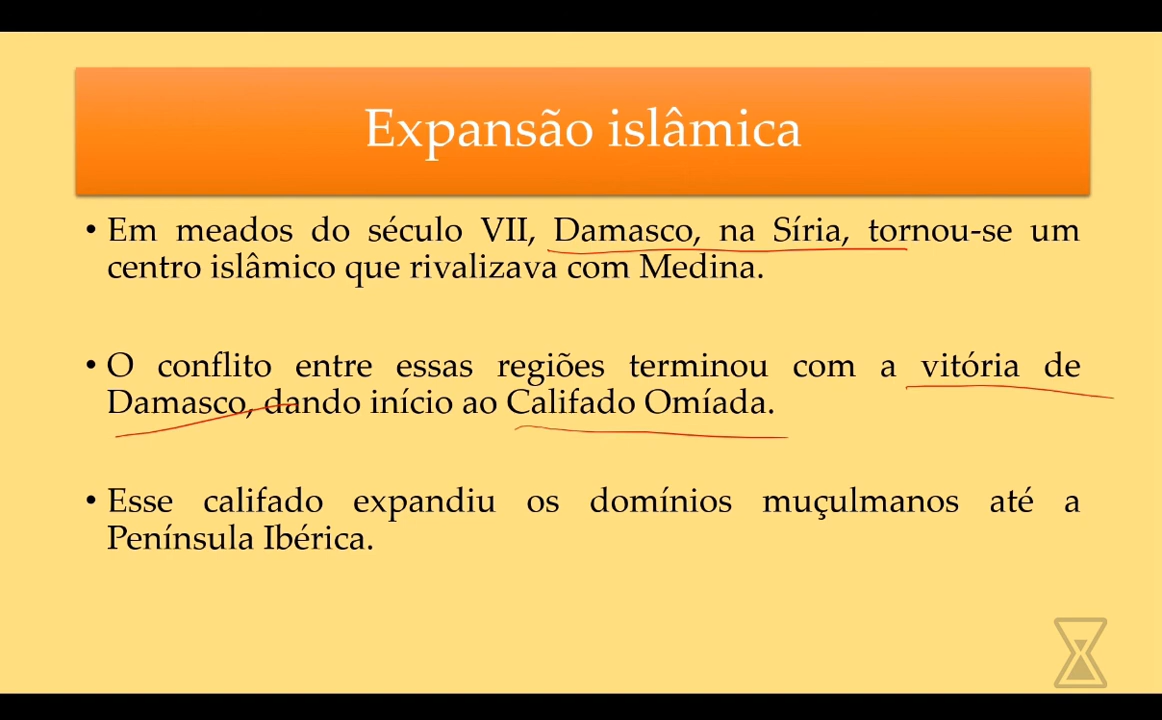 Expansão islâmica
• Em meados do século VII, Damasco, na Síria, tornou-se um
centro islâmico que rivalizava com Medina.
• O conflito entre essas regiões terminou com a vitória de
Damasco, dando início ao Califado Omíada.
• Esse califado expandiu os domínios muçulmanos até a
Península Ibérica.